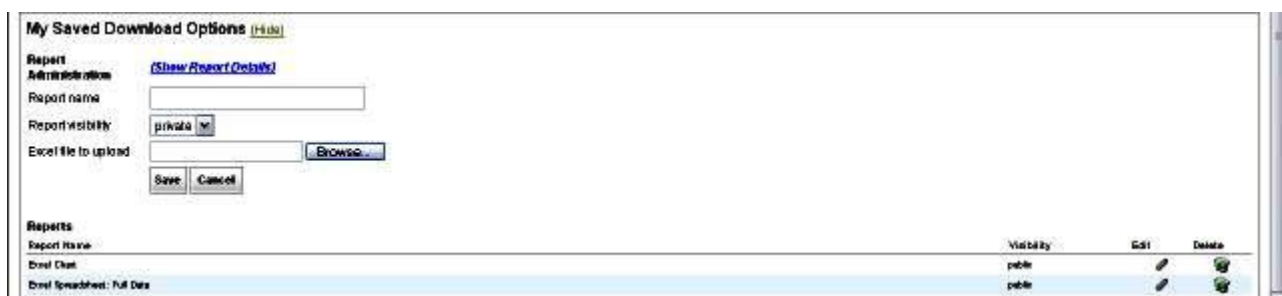 My Saved Download Options (Hide)
Report Administration (Show Report Details)
Report name
Report visibility private
Excel file to upload Browse...
Save Cancel
Reports
Report Name Visibility Edit Delete
Excel Chart public
Excel Spreadsheet: Full Data public